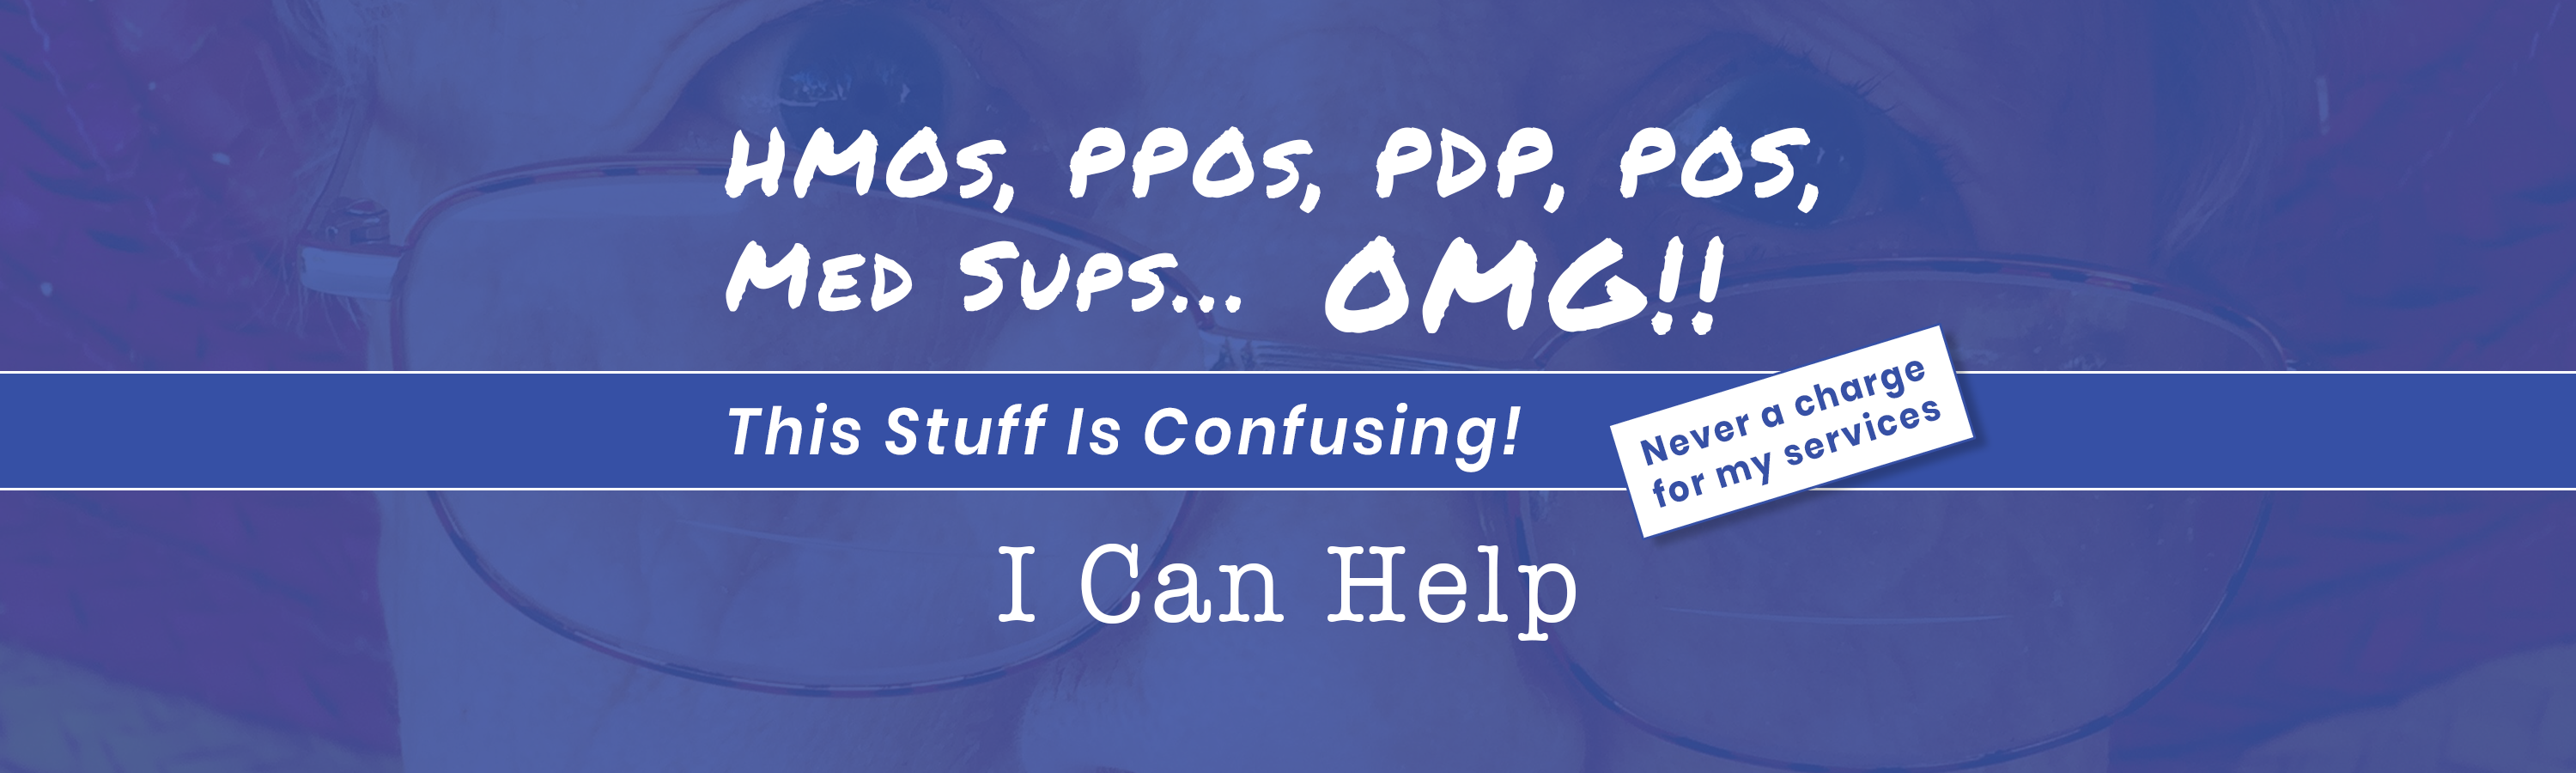 HMOs, PPOs, PDP, POS,
Med Sups... OMG!!
This Stuff Is Confusing!
Never a charge
for my services
I Can Help